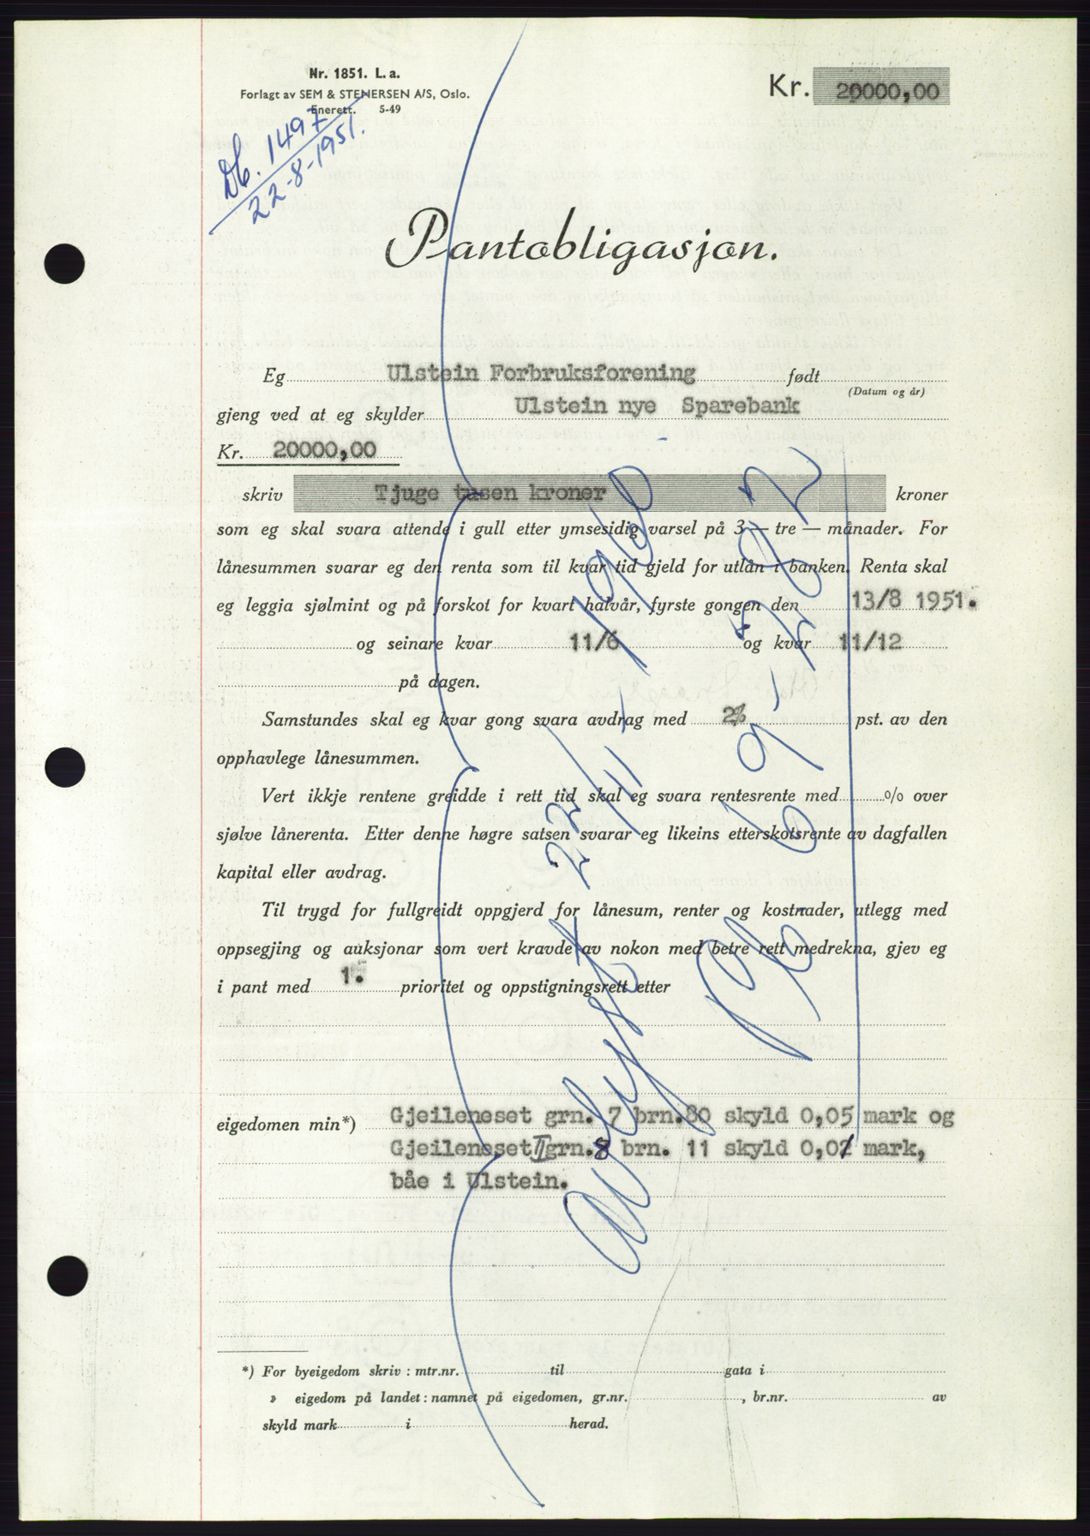 Nr. 1851. L. a.
Forlagt av SEM & STENERSEN A/S, Oslo.
Enerett. 5-49
Kr. 20000,00
Db. 1497
22-8-1951.
Pantobligasjon.
Eg Ulstein Forbruksforening født
(Datum og år)
gjeng ved at eg skylder Ulstein nye Sparebank
Kr. 20000,00
skriv Tjuge tusen kroner kroner
som eg skal svara attende i gull etter ymsesidig varsel på 3 — tre — månader. For
lånesummen svarar eg den renta som til kvar tid gjeld for utlån i banken. Renta skal
eg leggia sjølmint og på forskot for kvart halvår, fyrste gongen den 13/8 1951.
og seinare kvar 11/6 og kvar 11/12
på dagen.
Samstundes skal eg kvar gong svara avdrag med 2% pst. av den
opphavlege lånesummen.
Vert ikkje rentene greidde i rett tid skal eg svara rentesrente med % over
sjølve lånerenta. Etter denne høgre satsen svarar eg likeins etterskotsrente av dagfallen
kapital eller avdrag.
Til trygd for fullgreidt oppgjerd for lånesum, renter og kostnader, utlegg med
oppsegjing og auksjonar som vert kravde av nokon med betre rett medrekna, gjev eg
i pant med 1. prioritet og oppstigningsrett etter
eigedomen min*) Gjeileneset grn. 7 brn.80 skyld 0,05 mark og
Gjeileneset II grn.8 brn. 11 skyld 0,01 mark,
båe i Ulstein.
Avlyst 22/11-1960
Pb 69-282
*) For byeigedom skriv: mtr.nr. til gata i
» eigedom på landet: namnet på eigedomen, gr.nr. , br.nr. av
skyld mark i herad.